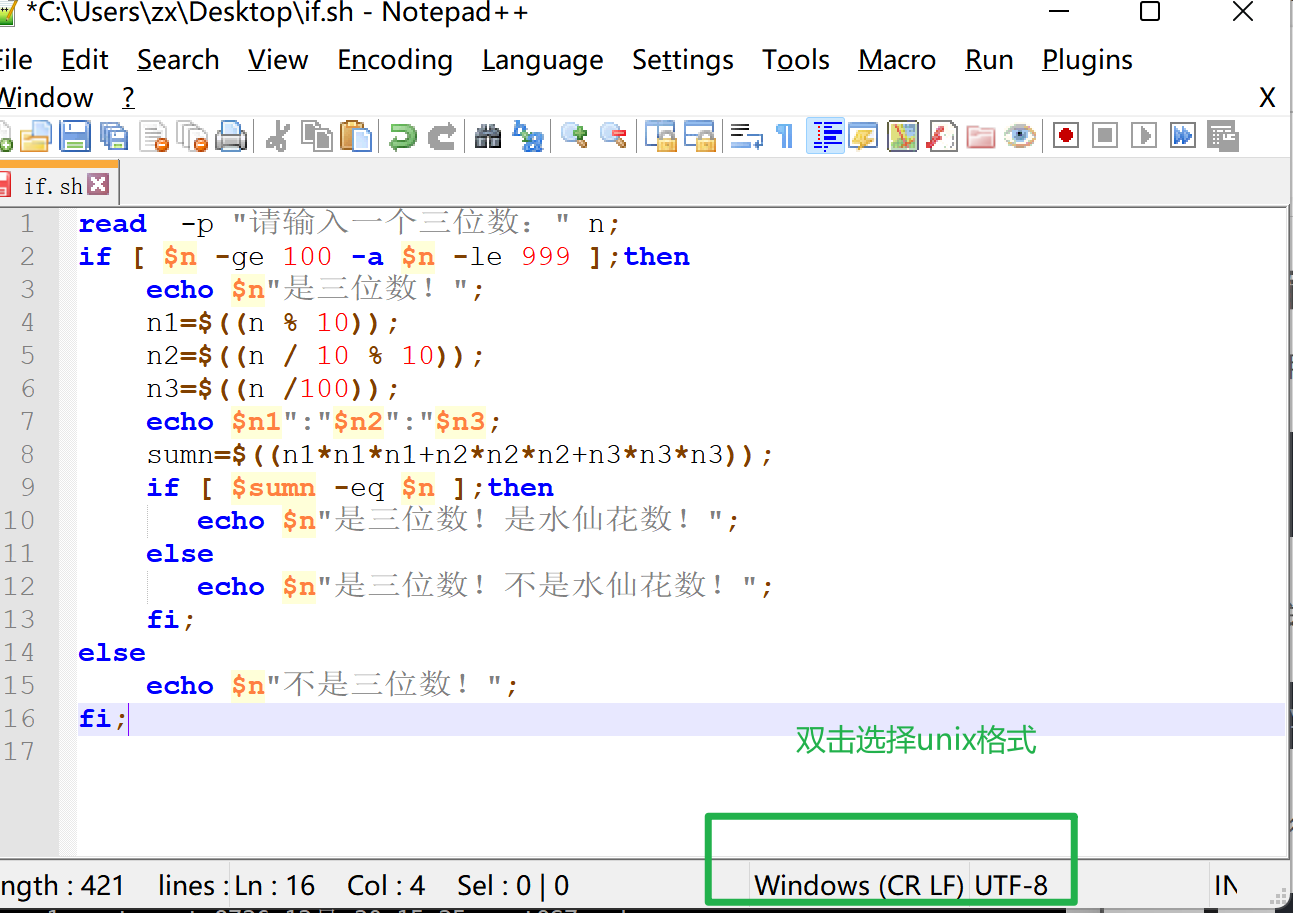 *C:\Users\zx\Desktop\if.sh - Notepad++
File Edit Search View Encoding Language Settings Tools Macro Run Plugins
Window ? X
if.sh
1 read -p "请输入一个三位数：" n;
2 if [ $n -ge 100 -a $n -le 999 ];then
3 echo $n"是三位数！";
4 n1=$((n % 10));
5 n2=$((n / 10 % 10));
6 n3=$((n /100));
7 echo $n1":"$n2":"$n3;
8 sumn=$((n1*n1*n1+n2*n2*n2+n3*n3*n3));
9 if [ $sumn -eq $n ];then
10 echo $n"是三位数！是水仙花数！";
11 else
12 echo $n"是三位数！不是水仙花数！";
13 fi;
14 else
15 echo $n"不是三位数！";
16 fi;
17
双击选择unix格式
ngth : 421 lines : Ln : 16 Col : 4 Sel : 0 | 0 Windows (CR LF) UTF-8 IN